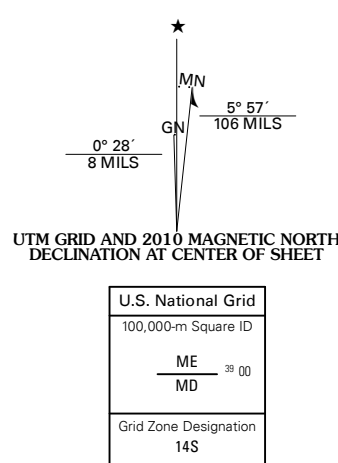 ★
MN
5° 57´
106 MILS
GN
0° 28´
8 MILS
UTM GRID AND 2010 MAGNETIC NORTH
DECLINATION AT CENTER OF SHEET
U.S. National Grid
100,000-m Square ID
ME
39 00
MD
Grid Zone Designation
14S